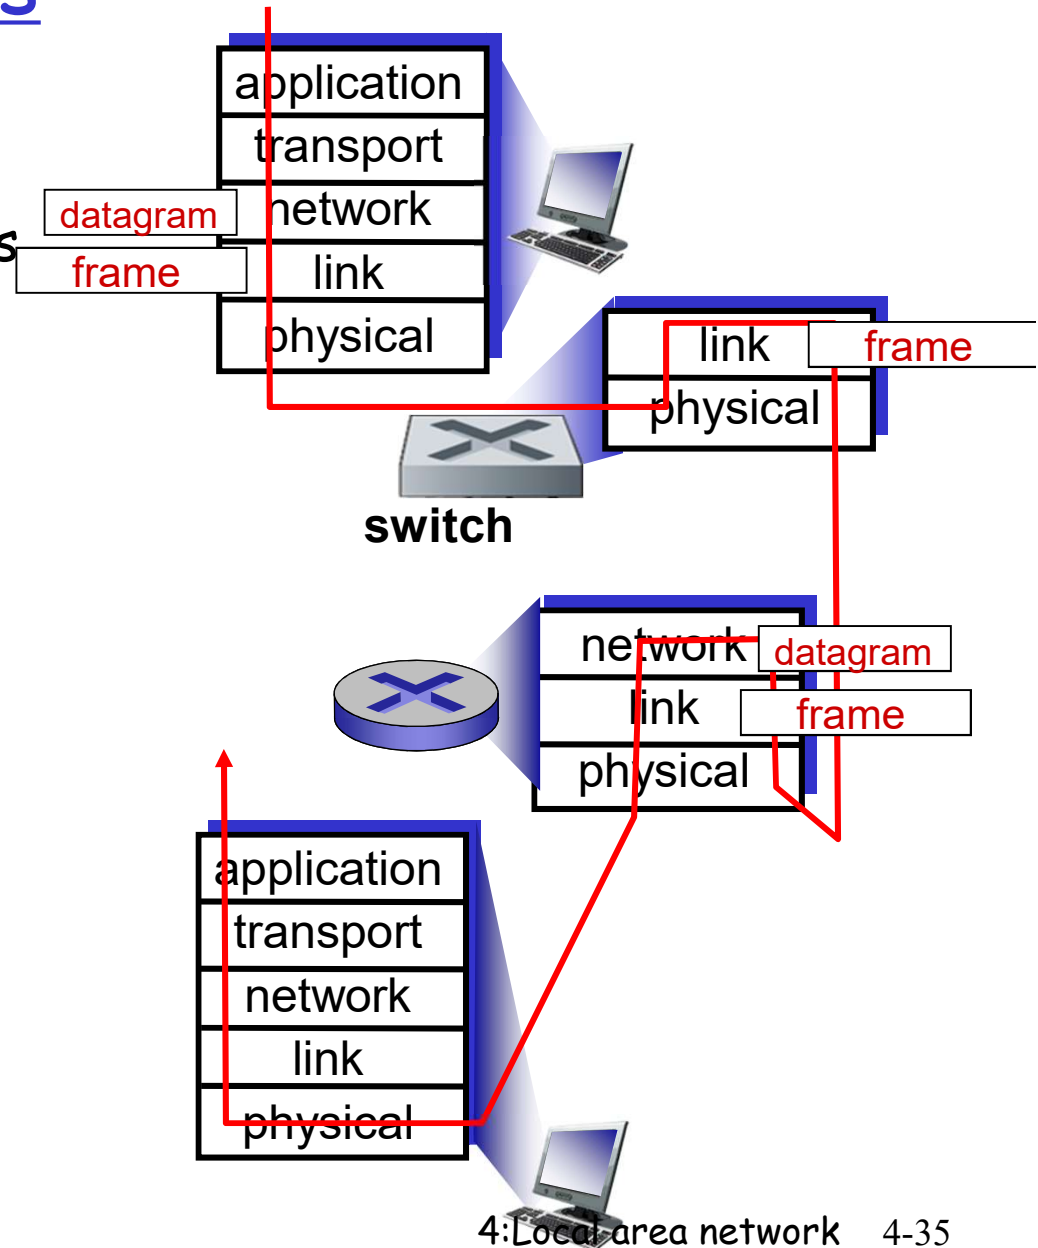 s
application
transport
datagram network
s
frame link
physical
link frame
physical
switch
network datagram
link frame
physical
application
transport
network
link
physical
4:Local area network 4-35